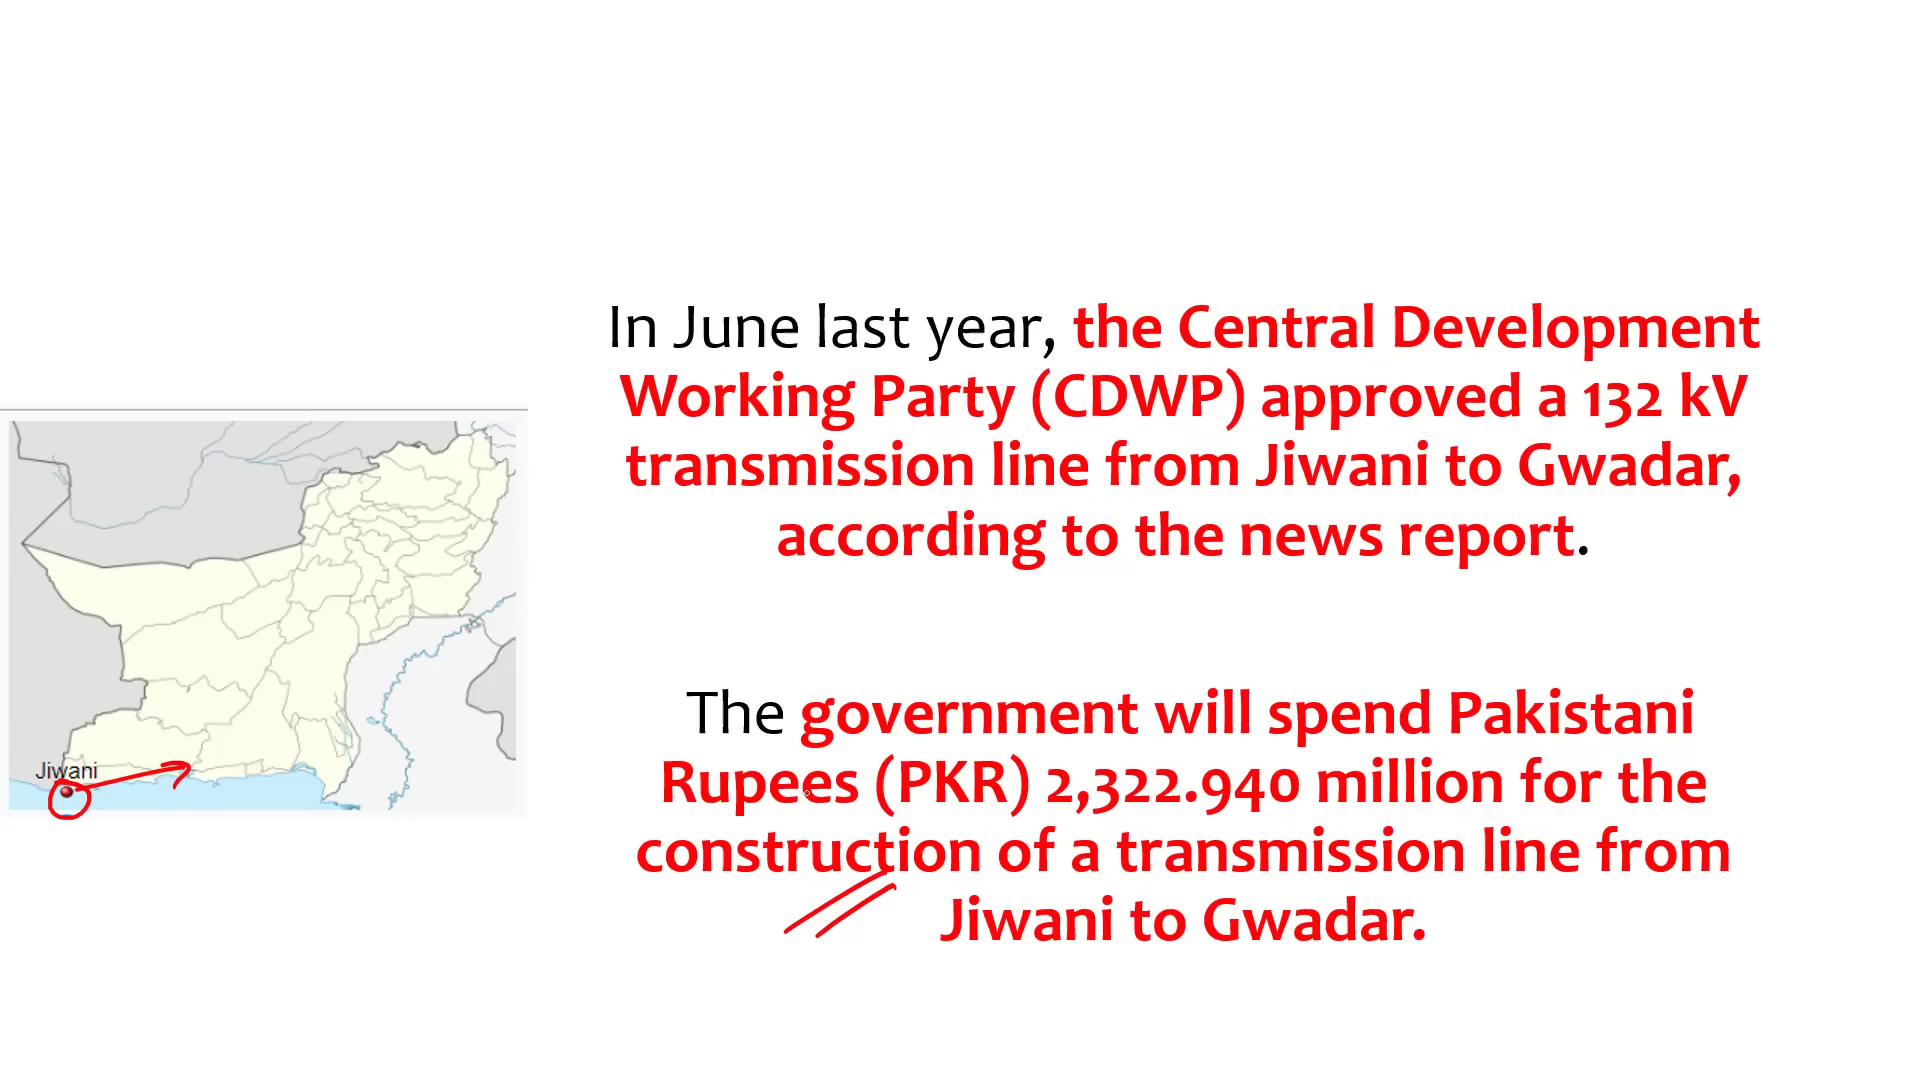 In June last year, the Central Development
Working Party (CDWP) approved a 132 kV
transmission line from Jiwani to Gwadar,
according to the news report.
The government will spend Pakistani
Rupees (PKR) 2,322.940 million for the
construction of a transmission line from
Jiwani to Gwadar.
Jiwani